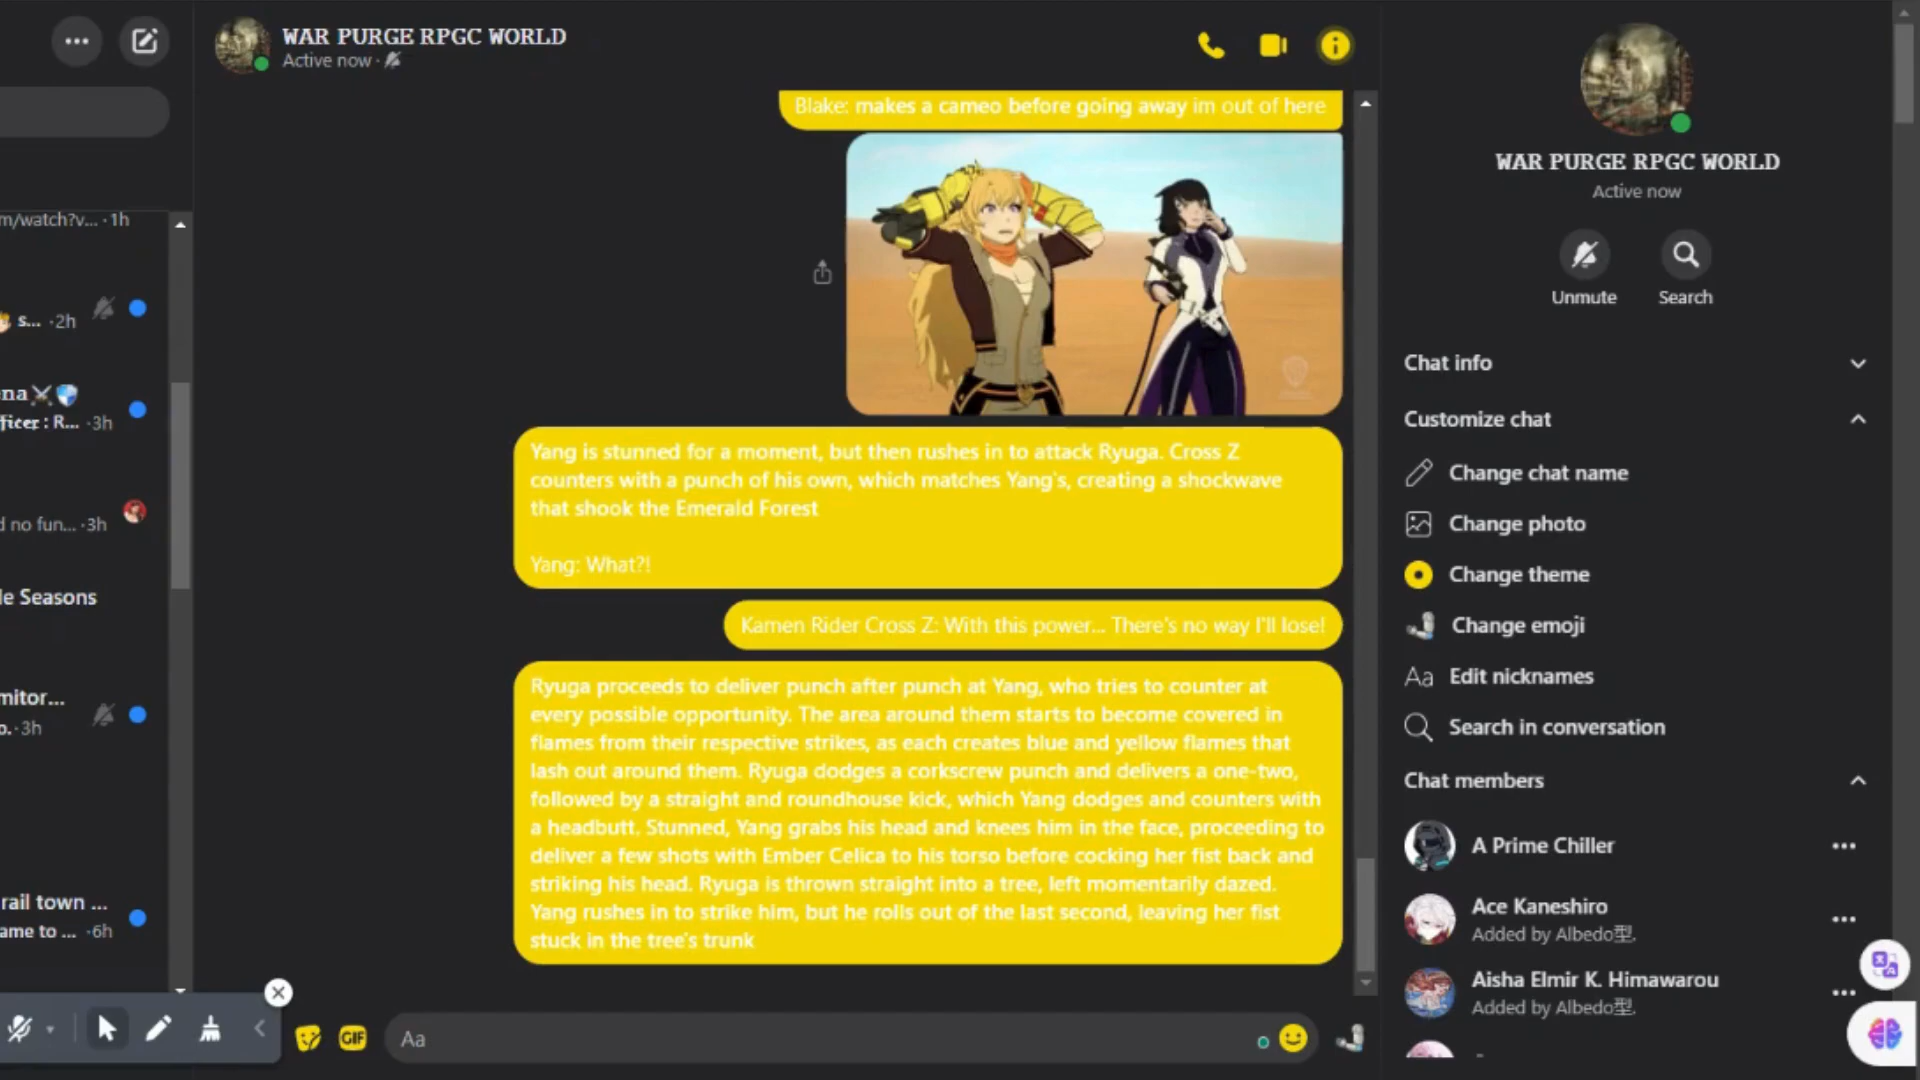 WAR PURGE RPGC WORLD
Active now ·
m/watch?v... · 1h
s... · 2h
na
fficer : R... · 3h
d no fun... · 3h
le Seasons
mitor...
o. · 3h
rail town ...
ame to ... · 6h
Blake: makes a cameo before going away im out of here
Yang is stunned for a moment, but then rushes in to attack Ryuga. Cross Z
counters with a punch of his own, which matches Yang's, creating a shockwave
that shook the Emerald Forest
Yang: What?!
Kamen Rider Cross Z: With this power... There's no way I'll lose!
Ryuga proceeds to deliver punch after punch at Yang, who tries to counter at
every possible opportunity. The area around them starts to become covered in
flames from their respective strikes, as each creates blue and yellow flames that
lash out around them. Ryuga dodges a corkscrew punch and delivers a one-two,
followed by a straight and roundhouse kick, which Yang dodges and counters with
a headbutt. Stunned, Yang grabs his head and knees him in the face, proceeding to
deliver a few shots with Ember Celica to his torso before cocking her fist back and
striking his head. Ryuga is thrown straight into a tree, left momentarily dazed.
Yang rushes in to strike him, but he rolls out of the last second, leaving her fist
stuck in the tree's trunk
GIF
Aa
WAR PURGE RPGC WORLD
Active now
Unmute
Search
Chat info
Customize chat
Change chat name
Change photo
Change theme
Change emoji
Aa Edit nicknames
Search in conversation
Chat members
A Prime Chiller
Ace Kaneshiro
Added by Albedo型.
Aisha Elmir K. Himawarou
Added by Albedo型.